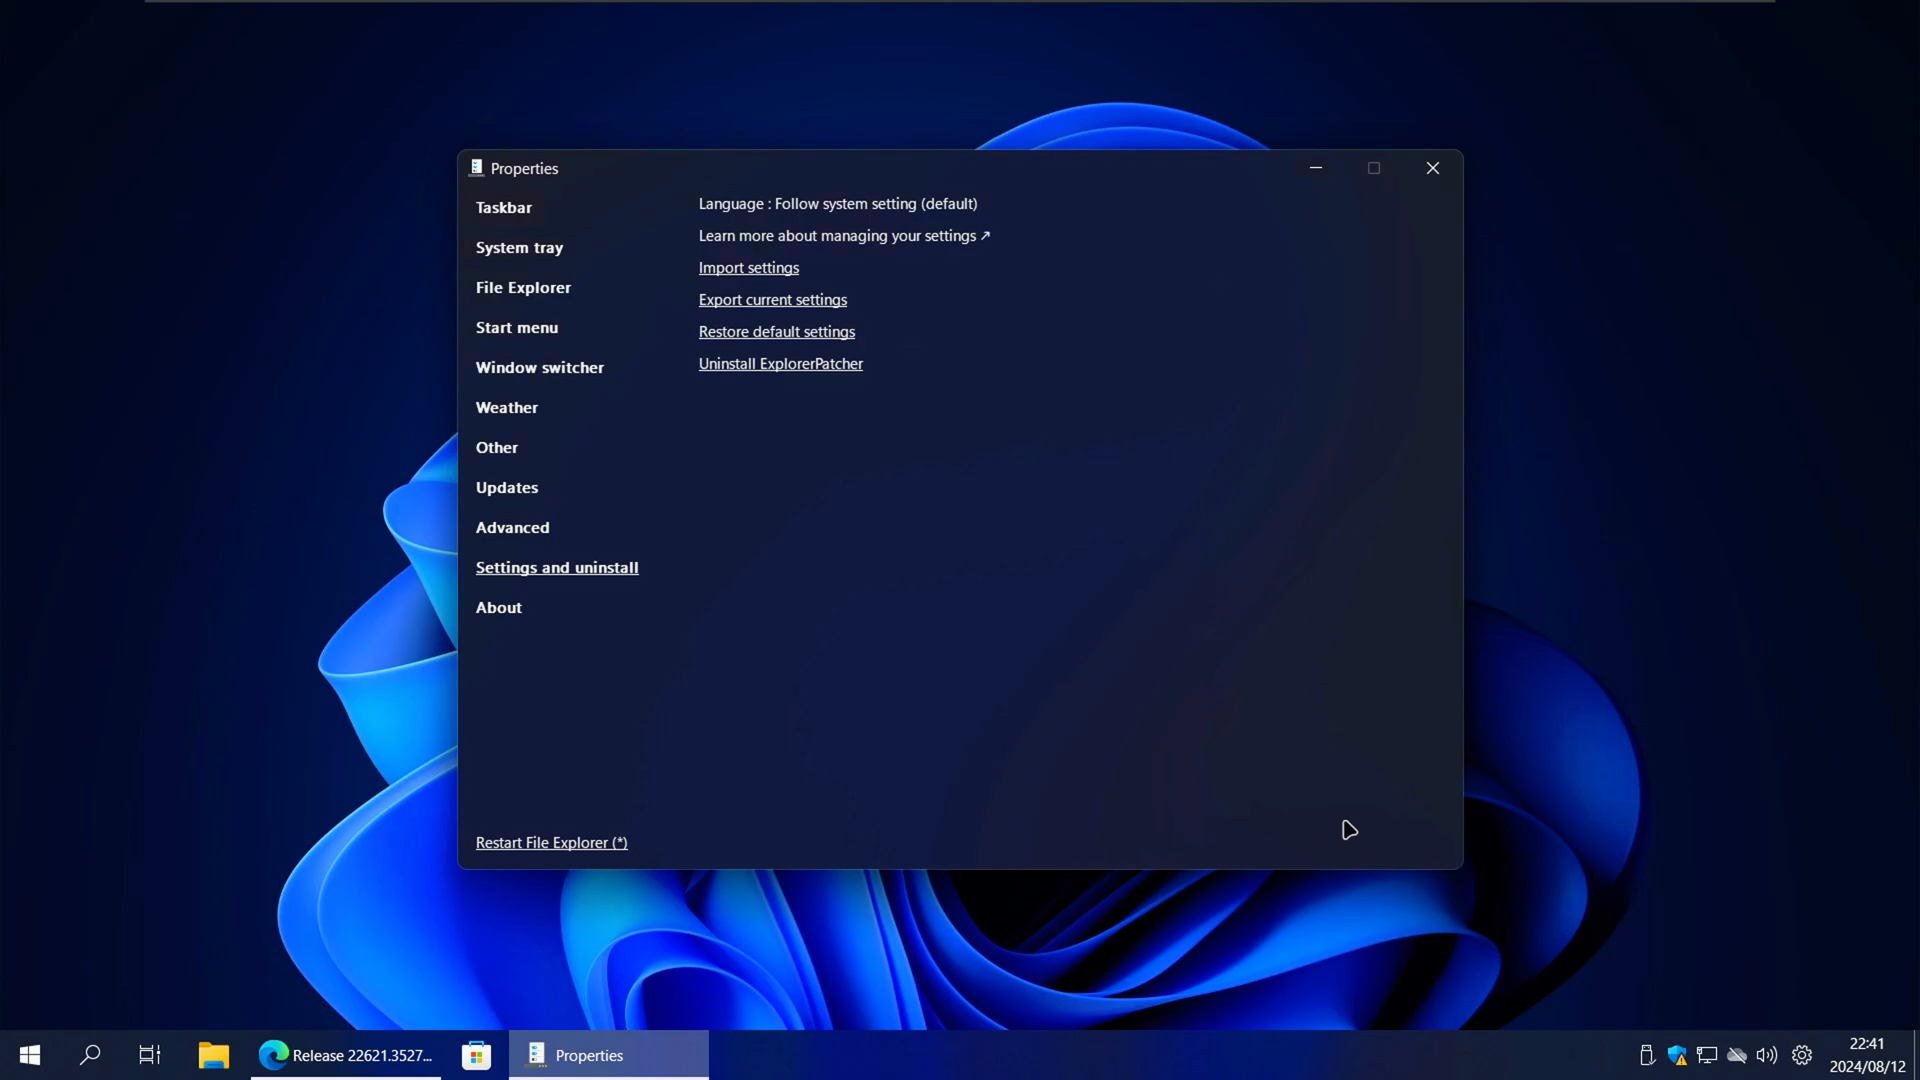 Properties
Taskbar
System tray
File Explorer
Start menu
Window switcher
Weather
Other
Updates
Advanced
Settings and uninstall
About
Restart File Explorer (*)
Language : Follow system setting (default)
Learn more about managing your settings ↗
Import settings
Export current settings
Restore default settings
Uninstall ExplorerPatcher
Release 22621.3527...
Properties
22:41
2024/08/12